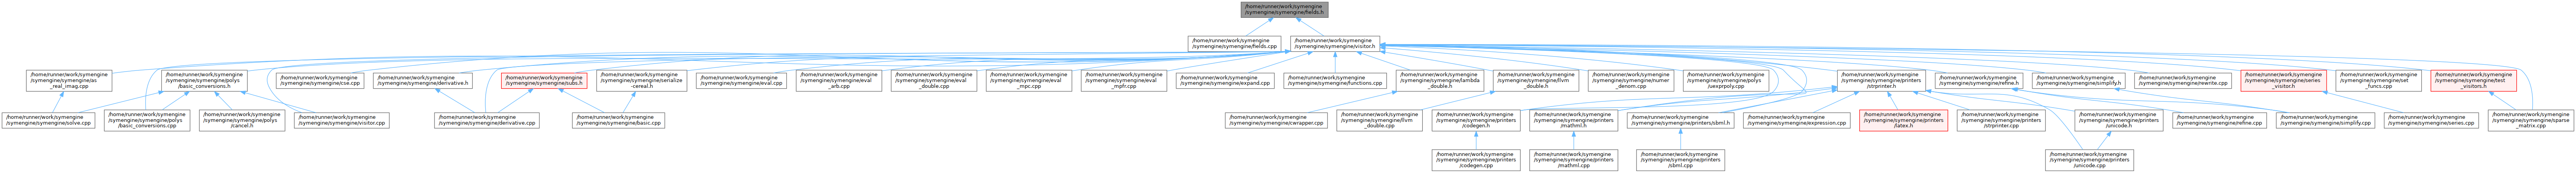 /home/runner/work/symengine
/symengine/symengine/fields.h
/home/runner/work/symengine
/symengine/symengine/fields.cpp
/home/runner/work/symengine
/symengine/symengine/visitor.h
/home/runner/work/symengine
/symengine/symengine/as
_real_imag.cpp
/home/runner/work/symengine
/symengine/symengine/polys
/basic_conversions.h
/home/runner/work/symengine
/symengine/symengine/cse.cpp
/home/runner/work/symengine
/symengine/symengine/derivative.h
/home/runner/work/symengine
/symengine/symengine/subs.h
/home/runner/work/symengine
/symengine/symengine/serialize
-cereal.h
/home/runner/work/symengine
/symengine/symengine/eval.cpp
/home/runner/work/symengine
/symengine/symengine/eval
_arb.cpp
/home/runner/work/symengine
/symengine/symengine/eval
_double.cpp
/home/runner/work/symengine
/symengine/symengine/eval
_mpc.cpp
/home/runner/work/symengine
/symengine/symengine/eval
_mpfr.cpp
/home/runner/work/symengine
/symengine/symengine/expand.cpp
/home/runner/work/symengine
/symengine/symengine/functions.cpp
/home/runner/work/symengine
/symengine/symengine/lambda
_double.h
/home/runner/work/symengine
/symengine/symengine/llvm
_double.h
/home/runner/work/symengine
/symengine/symengine/numer
_denom.cpp
/home/runner/work/symengine
/symengine/symengine/polys
/uexprpoly.cpp
/home/runner/work/symengine
/symengine/symengine/printers
/strprinter.h
/home/runner/work/symengine
/symengine/symengine/refine.h
/home/runner/work/symengine
/symengine/symengine/simplify.h
/home/runner/work/symengine
/symengine/symengine/rewrite.cpp
/home/runner/work/symengine
/symengine/symengine/series
_visitor.h
/home/runner/work/symengine
/symengine/symengine/set
_funcs.cpp
/home/runner/work/symengine
/symengine/symengine/test
_visitors.h
/home/runner/work/symengine
/symengine/symengine/solve.cpp
/home/runner/work/symengine
/symengine/symengine/polys
/basic_conversions.cpp
/home/runner/work/symengine
/symengine/symengine/polys
/cancel.h
/home/runner/work/symengine
/symengine/symengine/visitor.cpp
/home/runner/work/symengine
/symengine/symengine/derivative.cpp
/home/runner/work/symengine
/symengine/symengine/basic.cpp
/home/runner/work/symengine
/symengine/symengine/cwrapper.cpp
/home/runner/work/symengine
/symengine/symengine/llvm
_double.cpp
/home/runner/work/symengine
/symengine/symengine/printers
/codegen.h
/home/runner/work/symengine
/symengine/symengine/printers
/mathml.h
/home/runner/work/symengine
/symengine/symengine/printers/sbml.h
/home/runner/work/symengine
/symengine/symengine/expression.cpp
/home/runner/work/symengine
/symengine/symengine/printers
/latex.h
/home/runner/work/symengine
/symengine/symengine/printers
/strprinter.cpp
/home/runner/work/symengine
/symengine/symengine/printers
/unicode.h
/home/runner/work/symengine
/symengine/symengine/refine.cpp
/home/runner/work/symengine
/symengine/symengine/simplify.cpp
/home/runner/work/symengine
/symengine/symengine/series.cpp
/home/runner/work/symengine
/symengine/symengine/sparse
_matrix.cpp
/home/runner/work/symengine
/symengine/symengine/printers
/codegen.cpp
/home/runner/work/symengine
/symengine/symengine/printers
/mathml.cpp
/home/runner/work/symengine
/symengine/symengine/printers
/sbml.cpp
/home/runner/work/symengine
/symengine/symengine/printers
/unicode.cpp